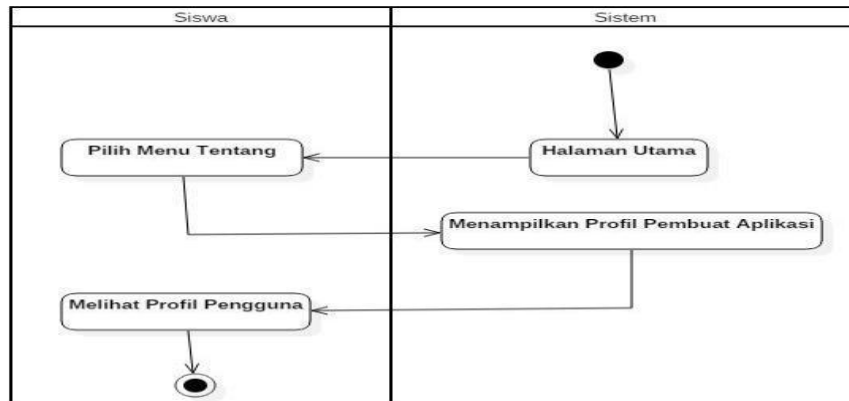 Siswa
Sistem
Pilih Menu Tentang
Halaman Utama
Menampilkan Profil Pembuat Aplikasi
Melihat Profil Pengguna